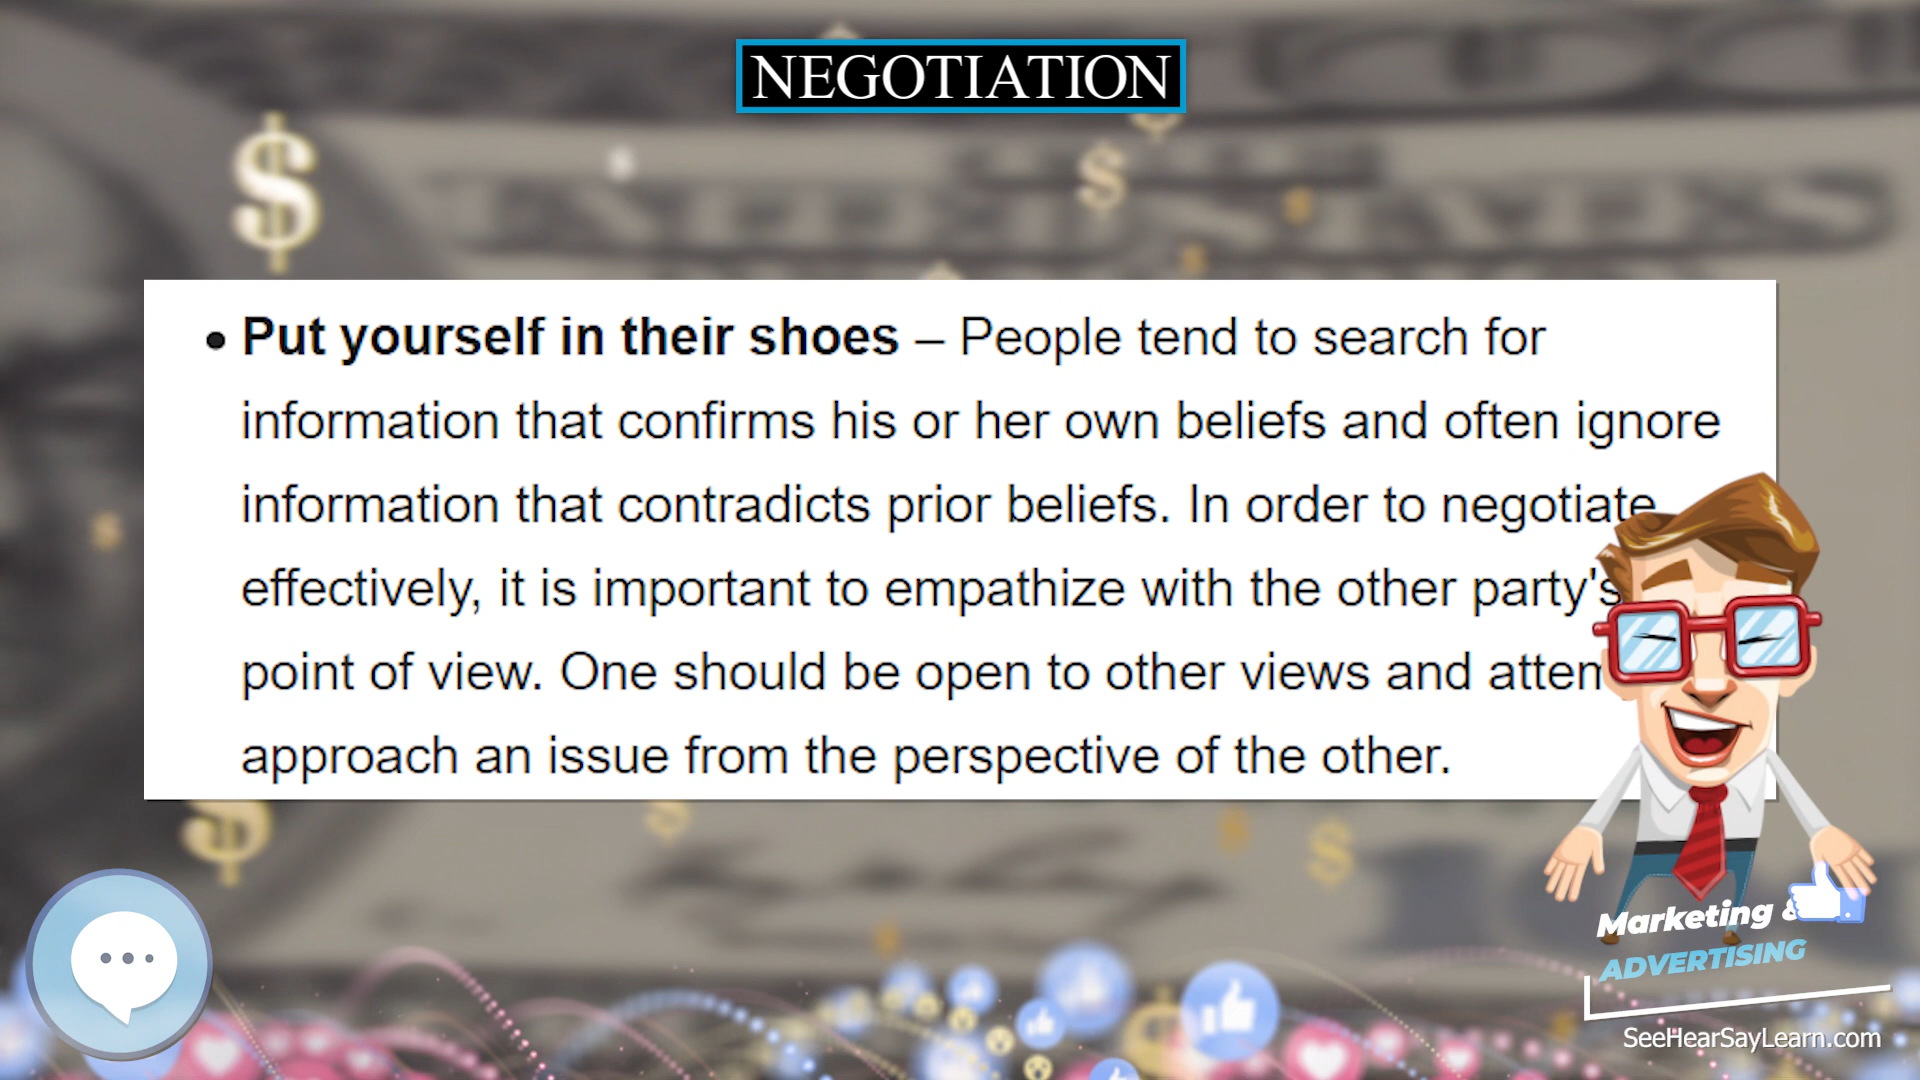 NEGOTIATION
• Put yourself in their shoes – People tend to search for
information that confirms his or her own beliefs and often ignore
information that contradicts prior beliefs. In order to negotiate
effectively, it is important to empathize with the other party's
point of view. One should be open to other views and
approach an issue from the perspective of the other.
Marketing &
ADVERTISING
SeeHearSayLearn.com